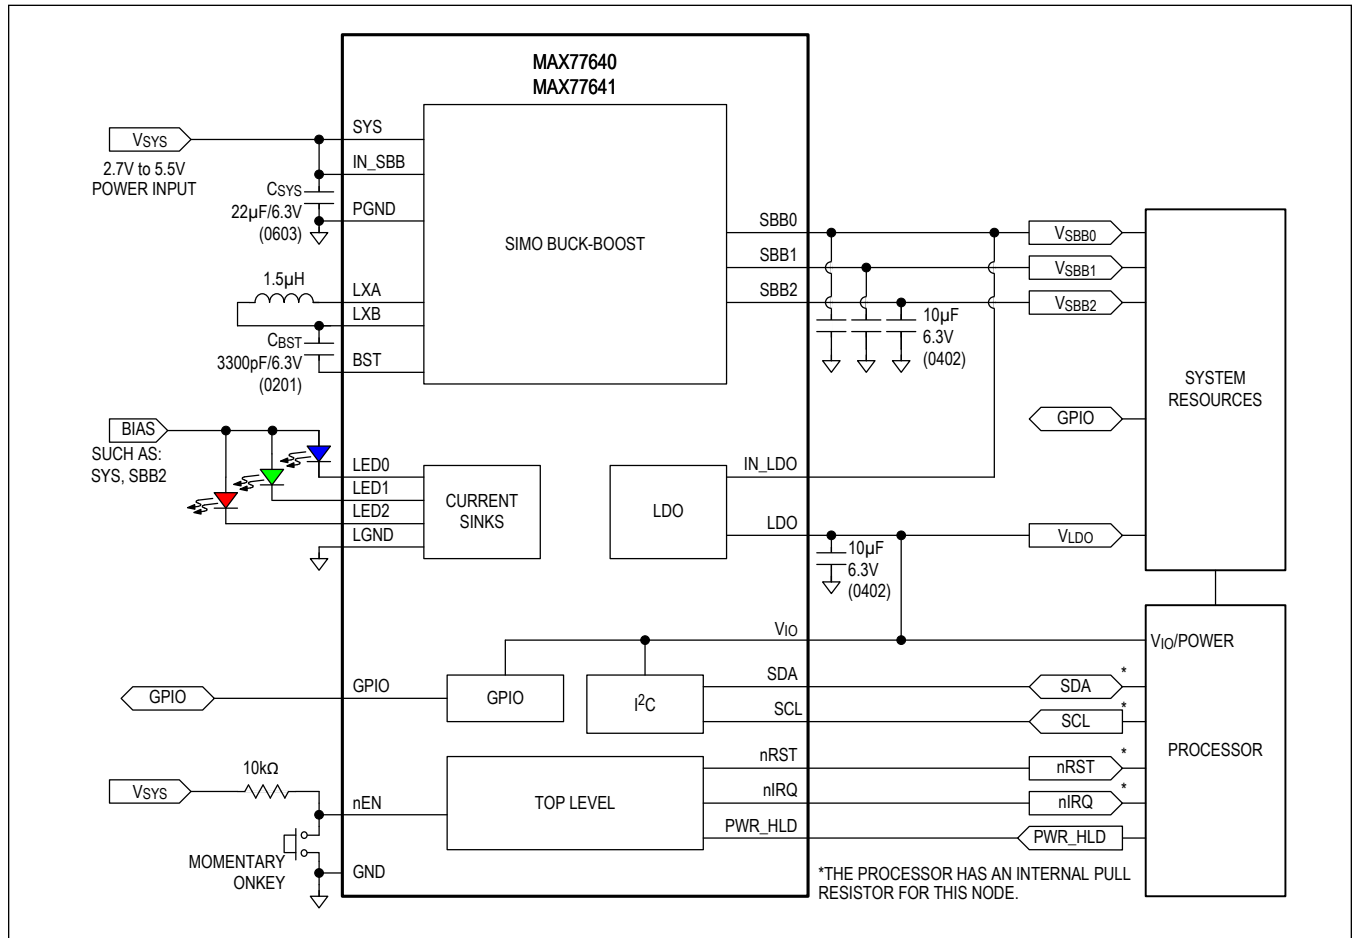 MAX77640
MAX77641
VSYS
2.7V to 5.5V
POWER INPUT
SYS
IN_SBB
CSYS
22µF/6.3V
(0603)
PGND
SIMO BUCK-BOOST
1.5µH
LXA
LXB
CBST
3300pF/6.3V
(0201)
BST
SBB0
SBB1
SBB2
10µF
6.3V
(0402)
VSBB0
VSBB1
VSBB2
SYSTEM
RESOURCES
GPIO
BIAS
SUCH AS:
SYS, SBB2
LED0
LED1
LED2
LGND
CURRENT
SINKS
LDO
IN_LDO
LDO
10µF
6.3V
(0402)
VLDO
VIO
VIO/POWER
GPIO
GPIO
GPIO
I2C
SDA
SCL
SDA
*
SCL
*
PROCESSOR
VSYS
10kΩ
nEN
MOMENTARY
ONKEY
GND
TOP LEVEL
nRST
nIRQ
PWR_HLD
nRST
*
nIRQ
*
PWR_HLD
*THE PROCESSOR HAS AN INTERNAL PULL
RESISTOR FOR THIS NODE.